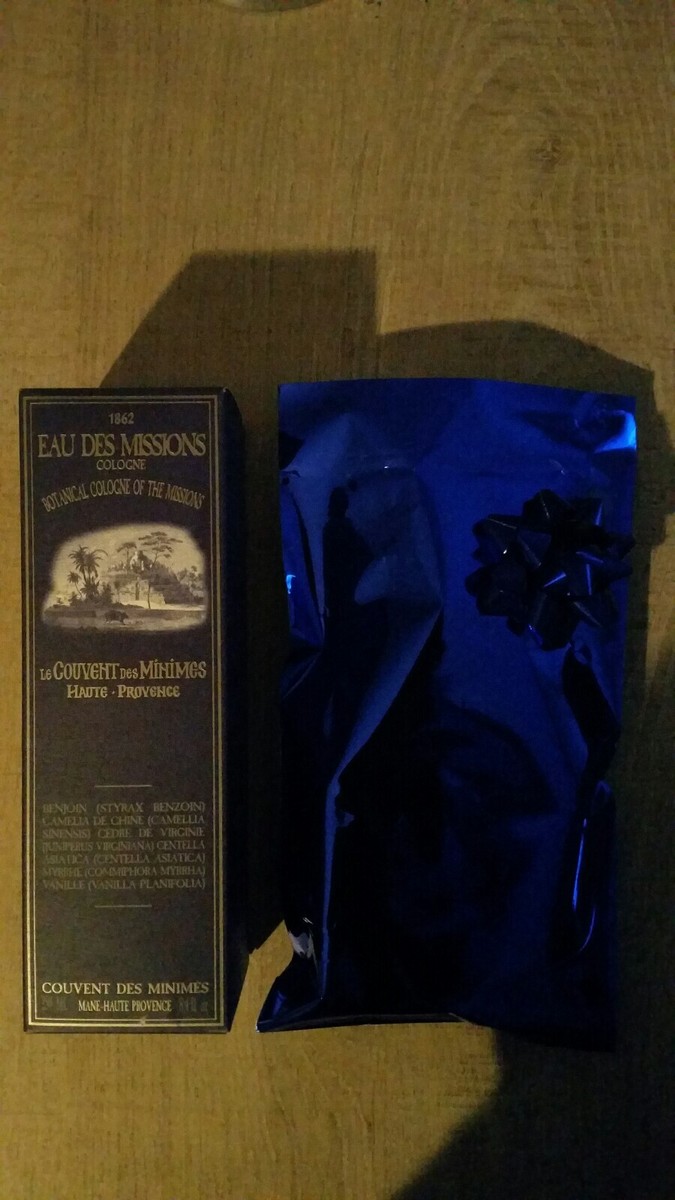 1862
EAU DES MISSIONS
COLOGNE
BOTANICAL COLOGNE OF THE MISSIONS
LE COUVENT DES MINIMES
HAUTE · PROVENCE
BENJOIN (STYRAX BENZOIN)
CAMELIA DE CHINE (CAMELLIA
SINENSIS) CEDRE DE VIRGINIE
(JUNIPERUS VIRGINIANA) CENTELLA
ASIATICA (CENTELLA ASIATICA)
MYRRHE (COMMIPHORA MYRRHA)
VANILLE (VANILLA PLANIFOLIA)
COUVENT DES MINIMES
MANE-HAUTE PROVENCE